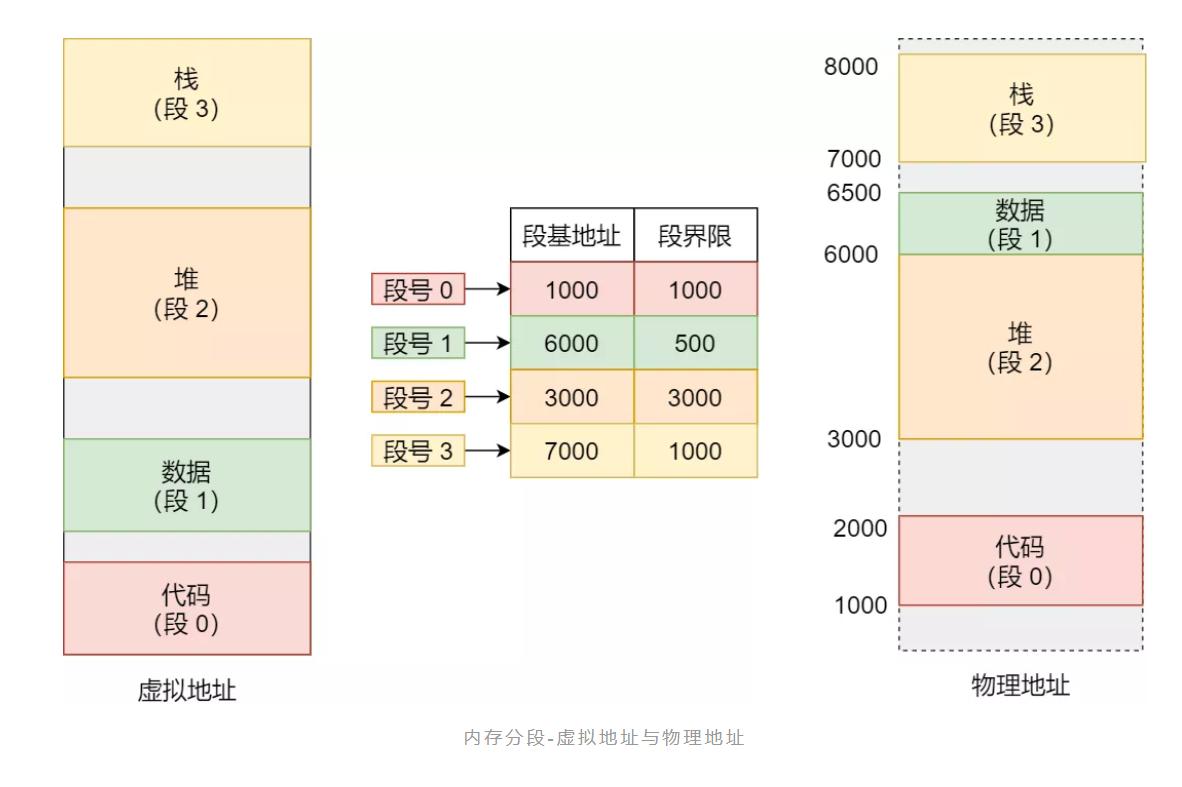 栈
(段 3)
堆
(段 2)
数据
(段 1)
代码
(段 0)
虚拟地址
段基地址 段界限
段号 0 1000 1000
段号 1 6000 500
段号 2 3000 3000
段号 3 7000 1000
8000
栈
(段 3)
7000
6500
数据
(段 1)
6000
堆
(段 2)
3000
2000
代码
(段 0)
1000
物理地址
内存分段-虚拟地址与物理地址